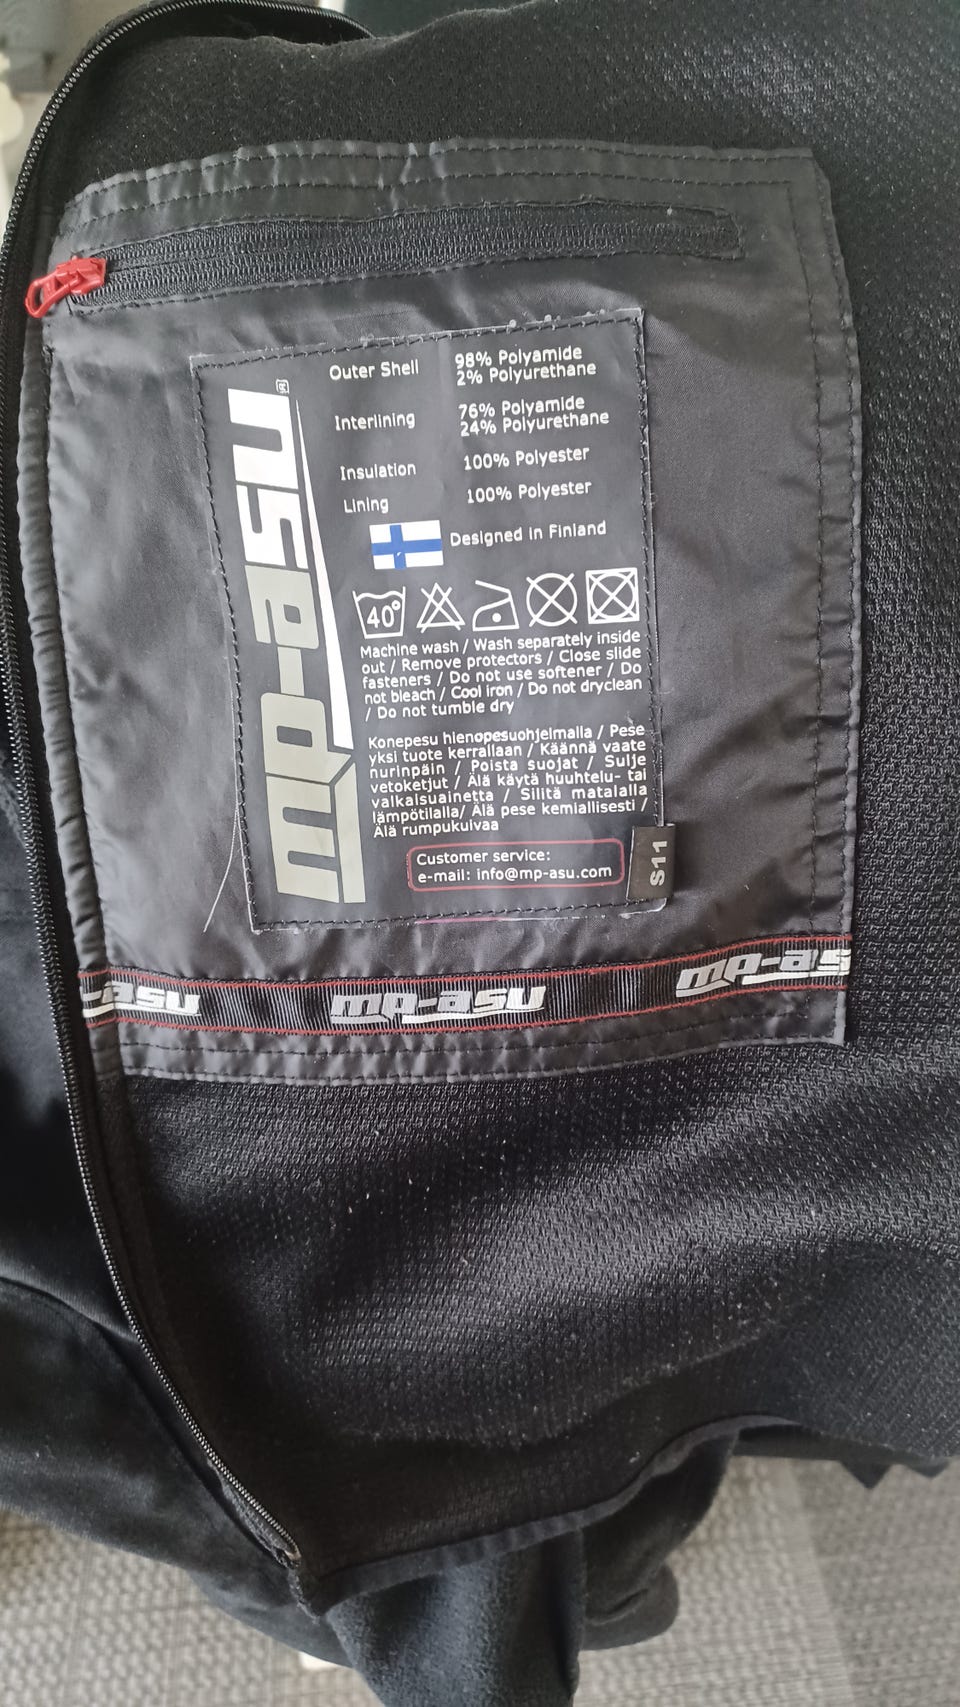 mp-asu®
Outer Shell 98% Polyamide
2% Polyurethane
Interlining 76% Polyamide
24% Polyurethane
Insulation 100% Polyester
Lining 100% Polyester
Designed in Finland
40°
Machine wash / Wash separately inside
out / Remove protectors / Close slide
fasteners / Do not use softener / Do
not bleach / Cool iron / Do not dryclean
/ Do not tumble dry
Konepesu hienopesuohjelmalla / Pese
yksi tuote kerrallaan / Käännä vaate
nurinpäin / Poista suojat / Sulje
vetoketjut / Älä käytä huuhtelu- tai
valkaisuainetta / Silitä matalalla
lämpötilalla/ Älä pese kemiallisesti /
Älä rumpukuivaa
Customer service:
e-mail: info@mp-asu.com
S11
-asu mp-asu mp-as